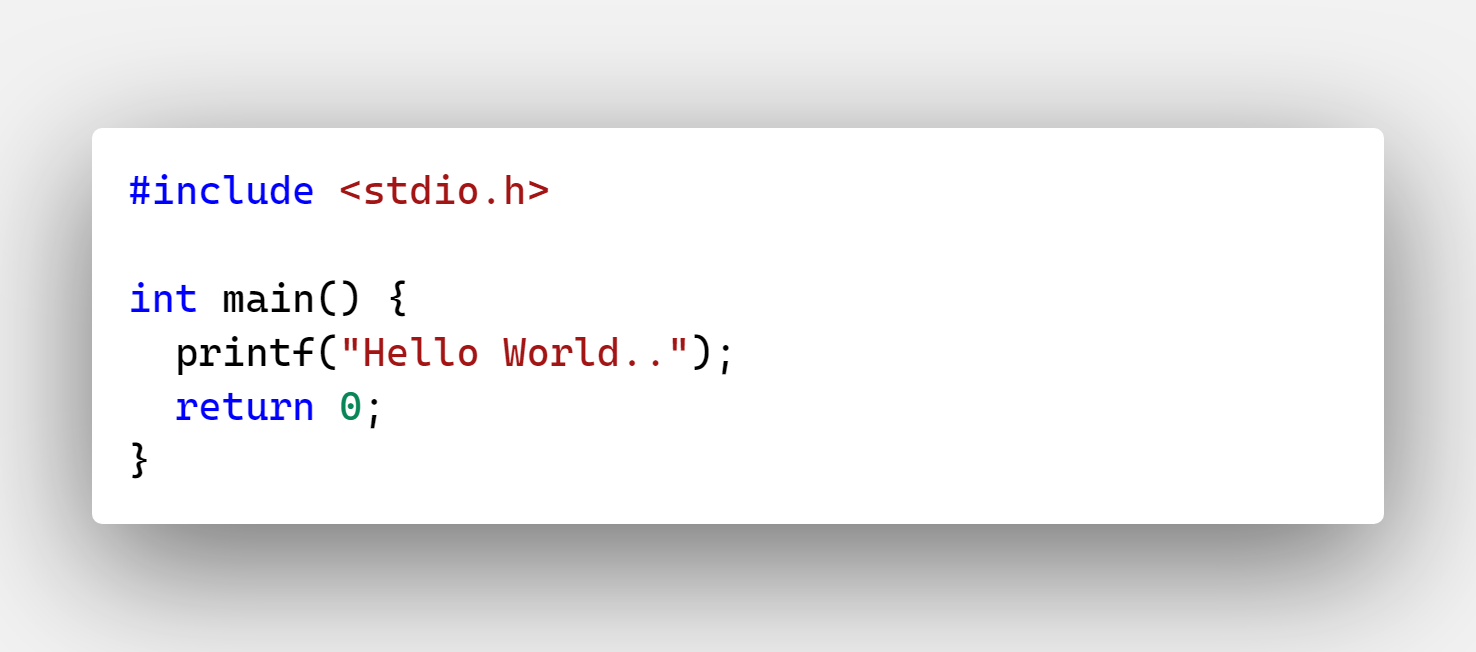 #include <stdio.h>
int main() {
  printf("Hello World..");
  return 0;
}